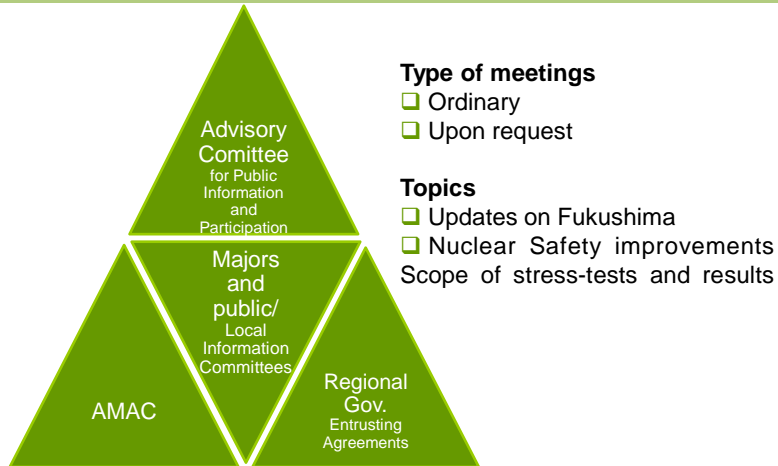 Advisory
Comittee
for Public
Information
and
Participation
Majors
and
public/
Local
Information
Committees
AMAC
Regional
Gov.
Entrusting
Agreements
Type of meetings
Ordinary
Upon request
Topics
Updates on Fukushima
Nuclear Safety improvements
Scope of stress-tests and results